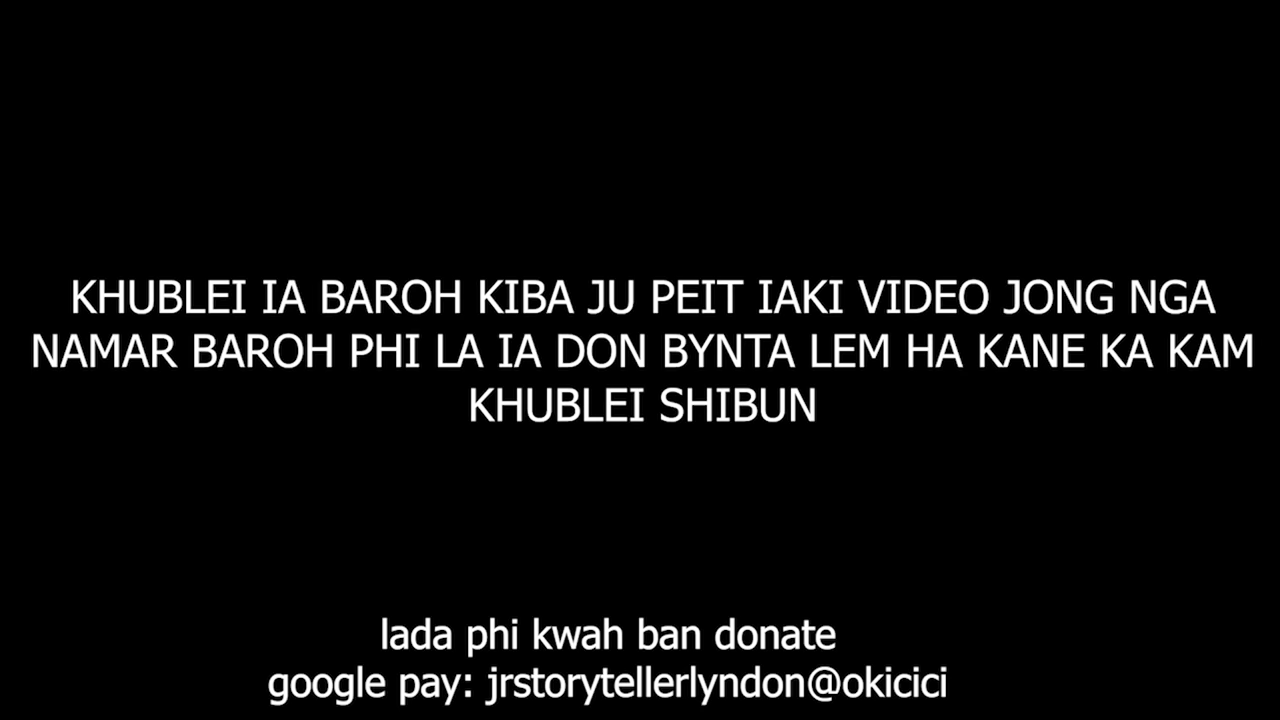 KHUBLEI IA BAROH KIBA JU PEIT IAKI VIDEO JONG NGA
NAMAR BAROH PHI LA IA DON BYNTA LEM HA KANE KA KAM
KHUBLEI SHIBUN
lada phi kwah ban donate
google pay: jrstorytellerlyndon@okicici